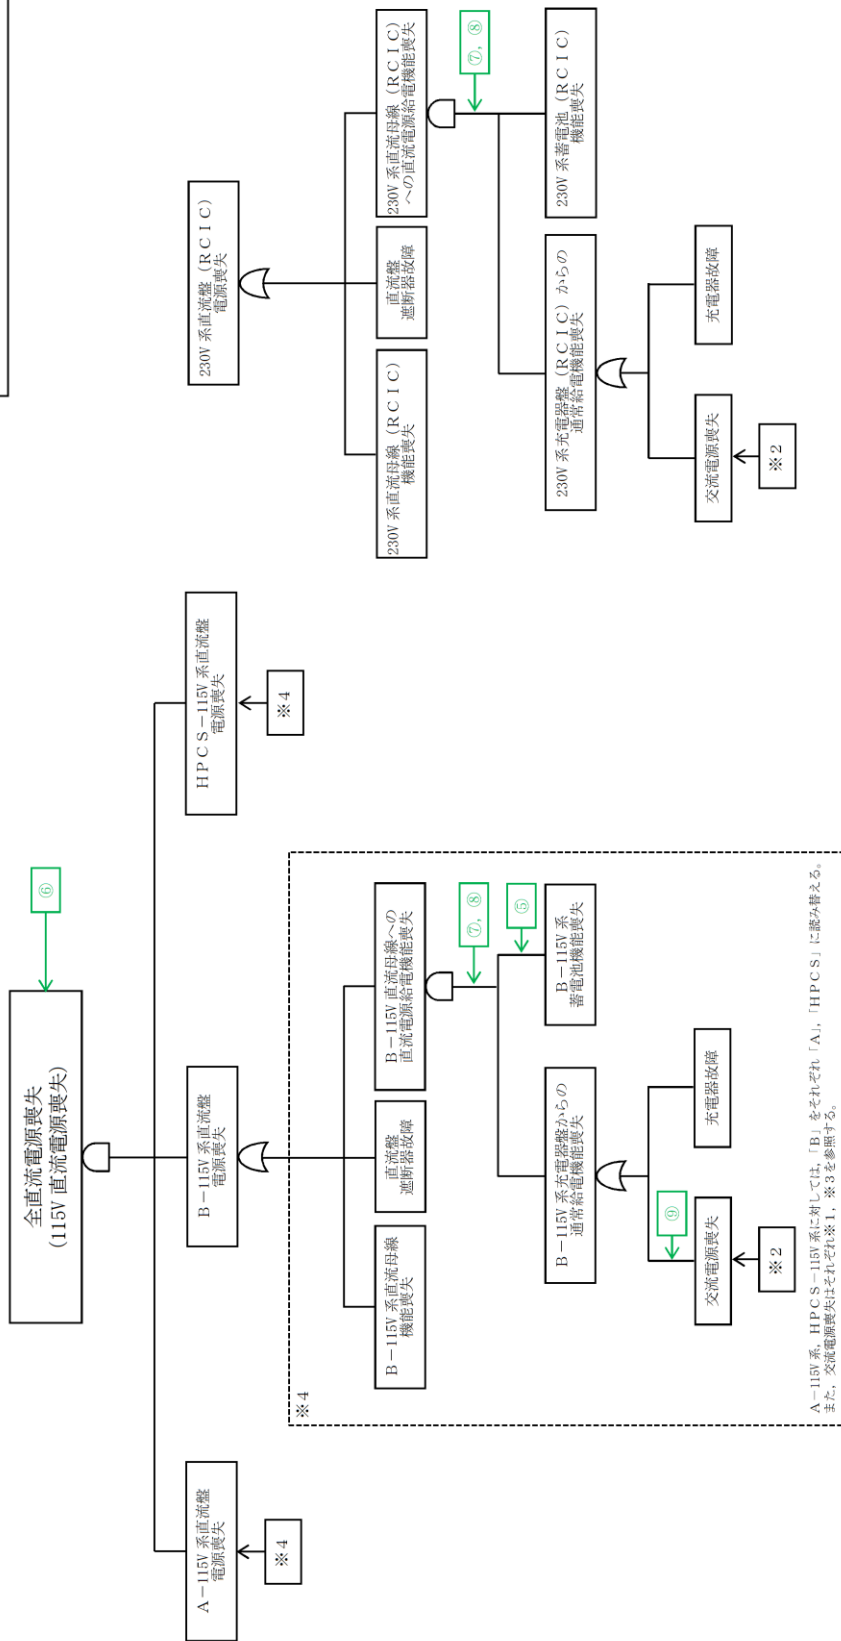 全直流電源喪失
(115V 直流電源喪失)
⑥
A－115V 系直流盤
電源喪失
※4
B－115V 系直流盤
電源喪失
HPCS－115V 系直流盤
電源喪失
※4
※4
B－115V 系直流母線
機能喪失
直流盤
遮断器故障
B－115V 直流母線への
直流電源給電機能喪失
⑦, ⑧
⑤
B－115V 系充電器盤からの
通常給電機能喪失
B－115V 系
蓄電池機能喪失
⑨
交流電源喪失
充電器故障
※2
A－115V 系, HPCS－115V 系に対しては,「B」をそれぞれ「A」,「HPCS」に読み替える。
また, 交流電源喪失はそれぞれ※1, ※3を参照する。
230V 系直流盤（RCIC）
電源喪失
230V 系直流母線（RCIC）
機能喪失
直流盤
遮断器故障
230V 系直流母線（RCIC）
への直流電源給電機能喪失
⑦, ⑧
230V 系充電器盤（RCIC）からの
通常給電機能喪失
230V 系蓄電池（RCIC）
機能喪失
交流電源喪失
充電器故障
※2